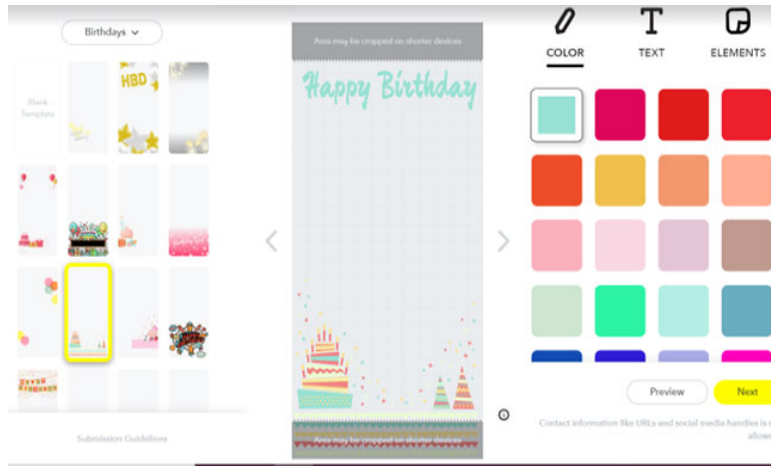 Birthdays
Blank
Template
HBD
Area may be cropped on shorter devices
Happy Birthday
Area may be cropped on shorter devices
COLOR
TEXT
ELEMENTS
Preview
Next
Contact information like URLs and social media handles is
allowe
Submission Guidelines